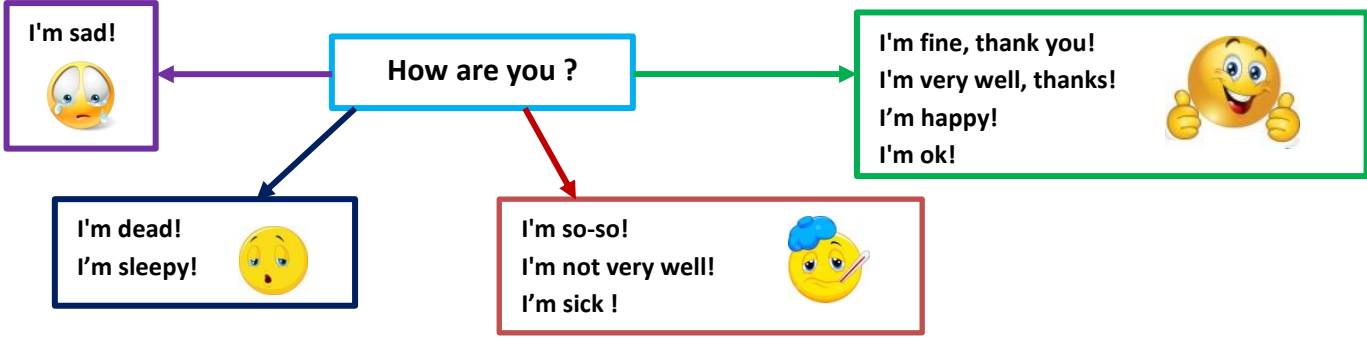 I'm sad!
How are you ?
I'm fine, thank you!
I'm very well, thanks!
I’m happy!
I'm ok!
I'm dead!
I’m sleepy!
I'm so-so!
I'm not very well!
I’m sick !